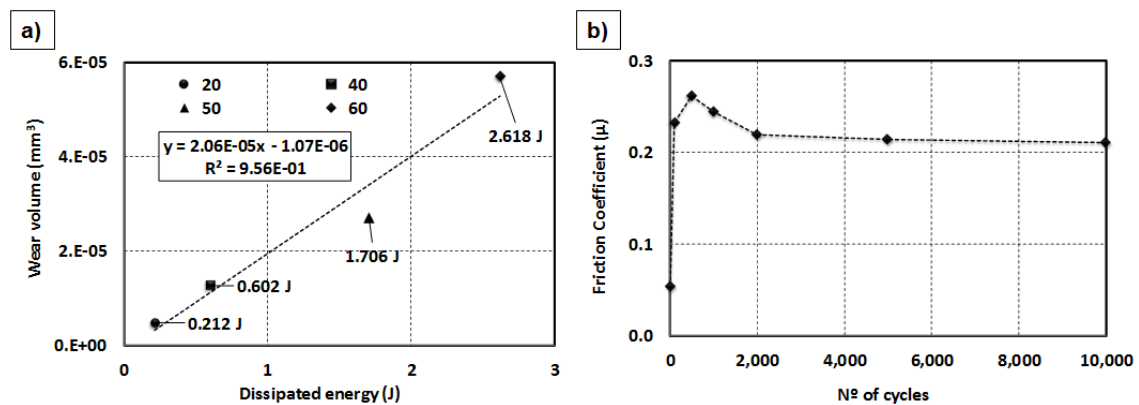 a)
6.E-05
4.E-05
2.E-05
0.E+00
Wear volume (mm³)
20
40
50
60
y = 2.06E-05x - 1.07E-06
R² = 9.56E-01
2.618 J
1.706 J
0.602 J
0.212 J
0
1
2
3
Dissipated energy (J)
b)
0.3
0.2
0.1
0.0
Friction Coefficient (µ)
0
2,000
4,000
6,000
8,000
10,000
Nº of cycles